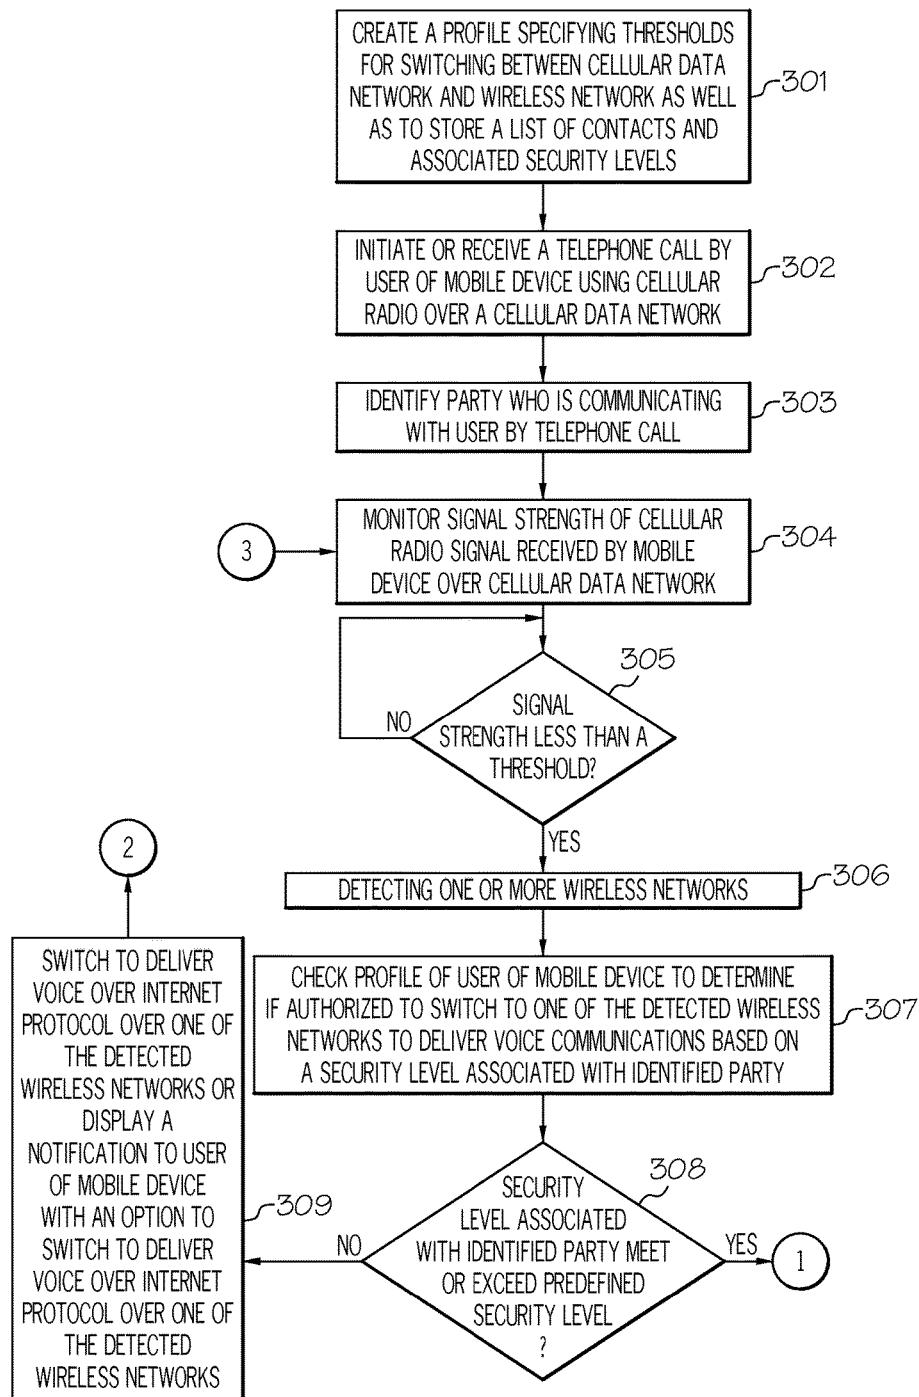 CREATE A PROFILE SPECIFYING THRESHOLDS
FOR SWITCHING BETWEEN CELLULAR DATA
NETWORK AND WIRELESS NETWORK AS WELL
AS TO STORE A LIST OF CONTACTS AND
ASSOCIATED SECURITY LEVELS
301
INITIATE OR RECEIVE A TELEPHONE CALL BY
USER OF MOBILE DEVICE USING CELLULAR
RADIO OVER A CELLULAR DATA NETWORK
302
IDENTIFY PARTY WHO IS COMMUNICATING
WITH USER BY TELEPHONE CALL
303
3
MONITOR SIGNAL STRENGTH OF CELLULAR
RADIO SIGNAL RECEIVED BY MOBILE
DEVICE OVER CELLULAR DATA NETWORK
304
305
SIGNAL
STRENGTH LESS THAN A
THRESHOLD?
NO
YES
DETECTING ONE OR MORE WIRELESS NETWORKS
306
CHECK PROFILE OF USER OF MOBILE DEVICE TO DETERMINE
IF AUTHORIZED TO SWITCH TO ONE OF THE DETECTED WIRELESS
NETWORKS TO DELIVER VOICE COMMUNICATIONS BASED ON
A SECURITY LEVEL ASSOCIATED WITH IDENTIFIED PARTY
307
308
SECURITY
LEVEL ASSOCIATED
WITH IDENTIFIED PARTY MEET
OR EXCEED PREDEFINED
SECURITY LEVEL
?
YES
1
NO
2
SWITCH TO DELIVER
VOICE OVER INTERNET
PROTOCOL OVER ONE OF
THE DETECTED
WIRELESS NETWORKS OR
DISPLAY A
NOTIFICATION TO USER
OF MOBILE DEVICE
WITH AN OPTION TO
SWITCH TO DELIVER
VOICE OVER INTERNET
PROTOCOL OVER ONE OF
THE DETECTED
WIRELESS NETWORKS
309